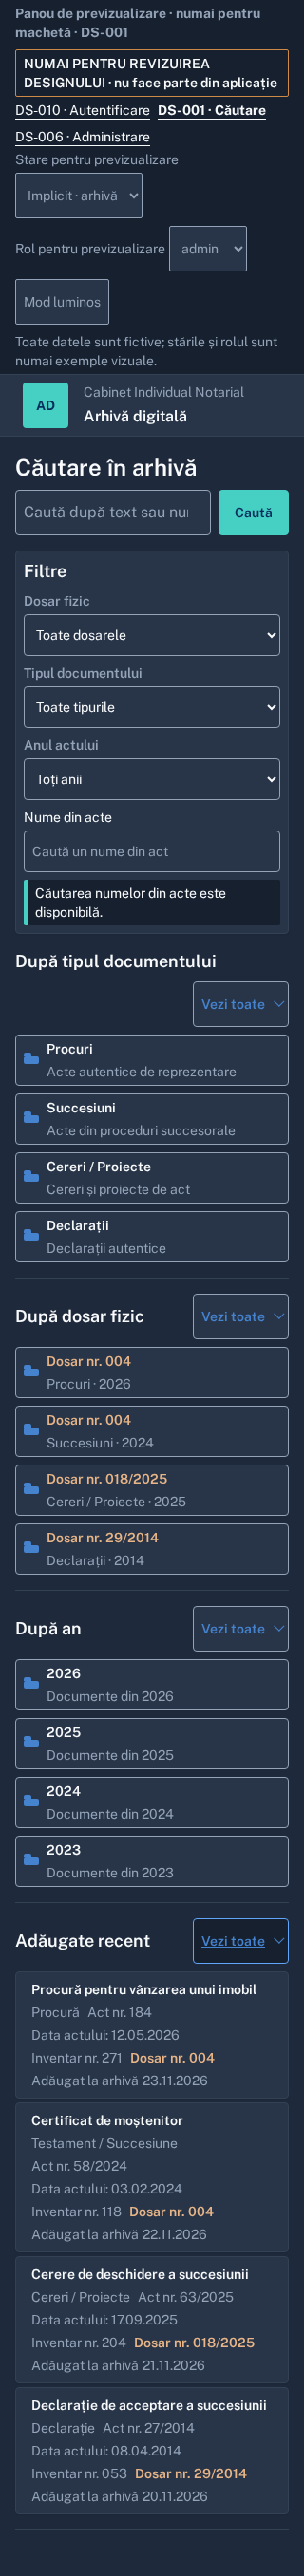 Panou de previzualizare · numai pentru
machetă · DS-001
NUMAI PENTRU REVIZUIREA
DESIGNULUI · nu face parte din aplicație
DS-010 · Autentificare DS-001 · Căutare
DS-006 · Administrare
Stare pentru previzualizare
Implicit · arhivă
Rol pentru previzualizare admin
Mod luminos
Toate datele sunt fictive; stările și rolul sunt
numai exemple vizuale.
AD
Cabinet Individual Notarial
Arhivă digitală
Căutare în arhivă
Caută după text sau nu
Caută
Filtre
Dosar fizic
Toate dosarele
Tipul documentului
Toate tipurile
Anul actului
Toți anii
Nume din acte
Caută un nume din act
Căutarea numelor din acte este
disponibilă.
După tipul documentului
Vezi toate
Procuri
Acte autentice de reprezentare
Succesiuni
Acte din proceduri succesorale
Cereri / Proiecte
Cereri și proiecte de act
Declarații
Declarații autentice
După dosar fizic
Vezi toate
Dosar nr. 004
Procuri · 2026
Dosar nr. 004
Succesiuni · 2024
Dosar nr. 018/2025
Cereri / Proiecte · 2025
Dosar nr. 29/2014
Declarații · 2014
După an
Vezi toate
2026
Documente din 2026
2025
Documente din 2025
2024
Documente din 2024
2023
Documente din 2023
Adăugate recent
Vezi toate
Procură pentru vânzarea unui imobil
Procură Act nr. 184
Data actului: 12.05.2026
Inventar nr. 271 Dosar nr. 004
Adăugat la arhivă 23.11.2026
Certificat de moștenitor
Testament / Succesiune
Act nr. 58/2024
Data actului: 03.02.2024
Inventar nr. 118 Dosar nr. 004
Adăugat la arhivă 22.11.2026
Cerere de deschidere a succesiunii
Cereri / Proiecte Act nr. 63/2025
Data actului: 17.09.2025
Inventar nr. 204 Dosar nr. 018/2025
Adăugat la arhivă 21.11.2026
Declarație de acceptare a succesiunii
Declarație Act nr. 27/2014
Data actului: 08.04.2014
Inventar nr. 053 Dosar nr. 29/2014
Adăugat la arhivă 20.11.2026